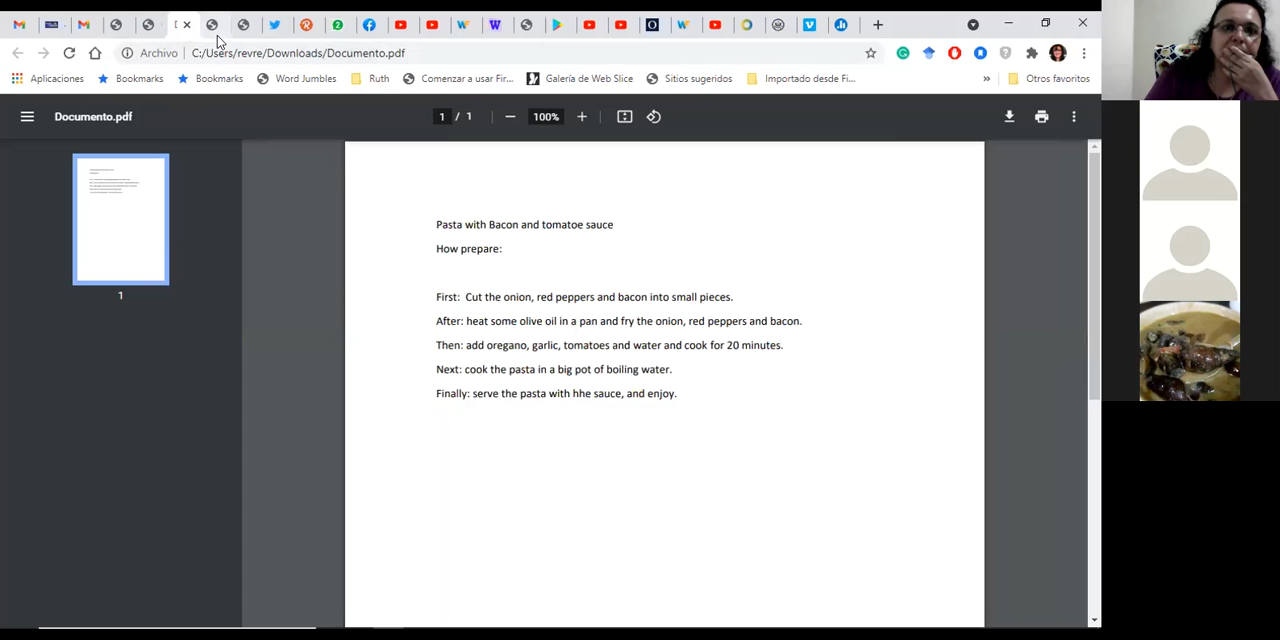 Archivo
C:/Users/revre/Downloads/Documento.pdf
Aplicaciones
Bookmarks
Bookmarks
Word Jumbles
Ruth
Comenzar a usar Fir...
Galería de Web Slice
Sitios sugeridos
Importado desde Fi...
»
Otros favoritos
Documento.pdf
1 / 1
100%
Pasta with Bacon and tomatoe sauce
How prepare:
First: Cut the onion, red peppers and bacon into small pieces.
After: heat some olive oil in a pan and fry the onion, red peppers and bacon.
Then: add oregano, garlic, tomatoes and water and cook for 20 minutes.
Next: cook the pasta in a big pot of boiling water.
Finally: serve the pasta with hhe sauce, and enjoy.
1